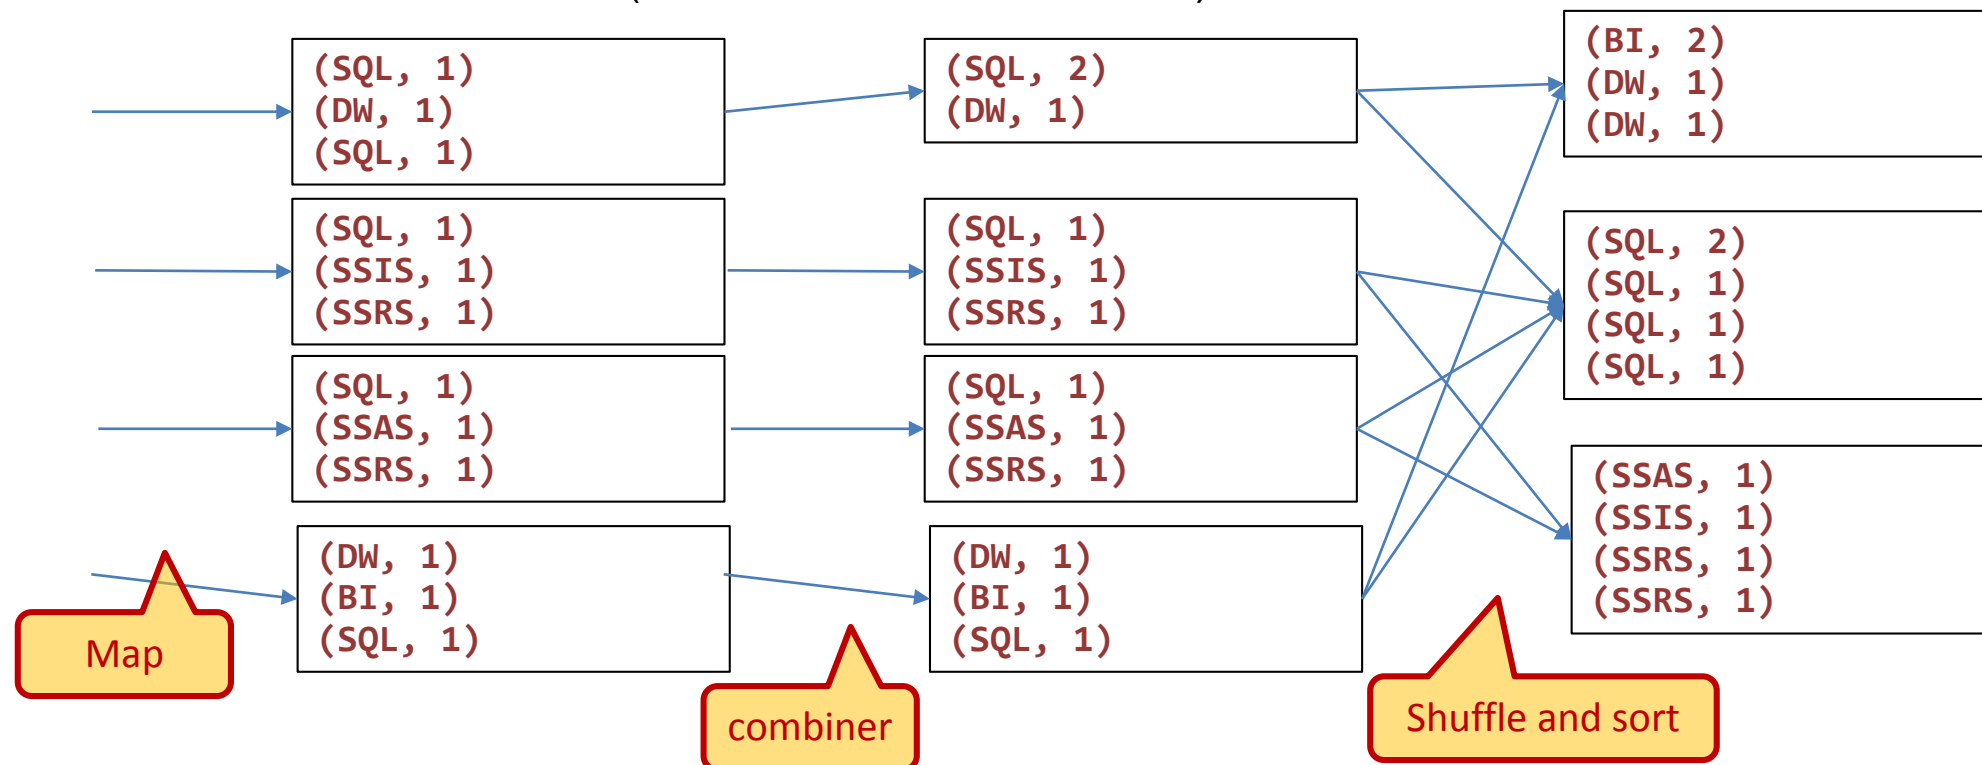 (SQL, 1)
(DW, 1)
(SQL, 1)
(SQL, 1)
(SSIS, 1)
(SSRS, 1)
(SQL, 1)
(SSAS, 1)
(SSRS, 1)
(DW, 1)
(BI, 1)
(SQL, 1)
Map
(SQL, 2)
(DW, 1)
(SQL, 1)
(SSIS, 1)
(SSRS, 1)
(SQL, 1)
(SSAS, 1)
(SSRS, 1)
(DW, 1)
(BI, 1)
(SQL, 1)
combiner
(BI, 2)
(DW, 1)
(DW, 1)
(SQL, 2)
(SQL, 1)
(SQL, 1)
(SQL, 1)
(SSAS, 1)
(SSIS, 1)
(SSRS, 1)
(SSRS, 1)
Shuffle and sort